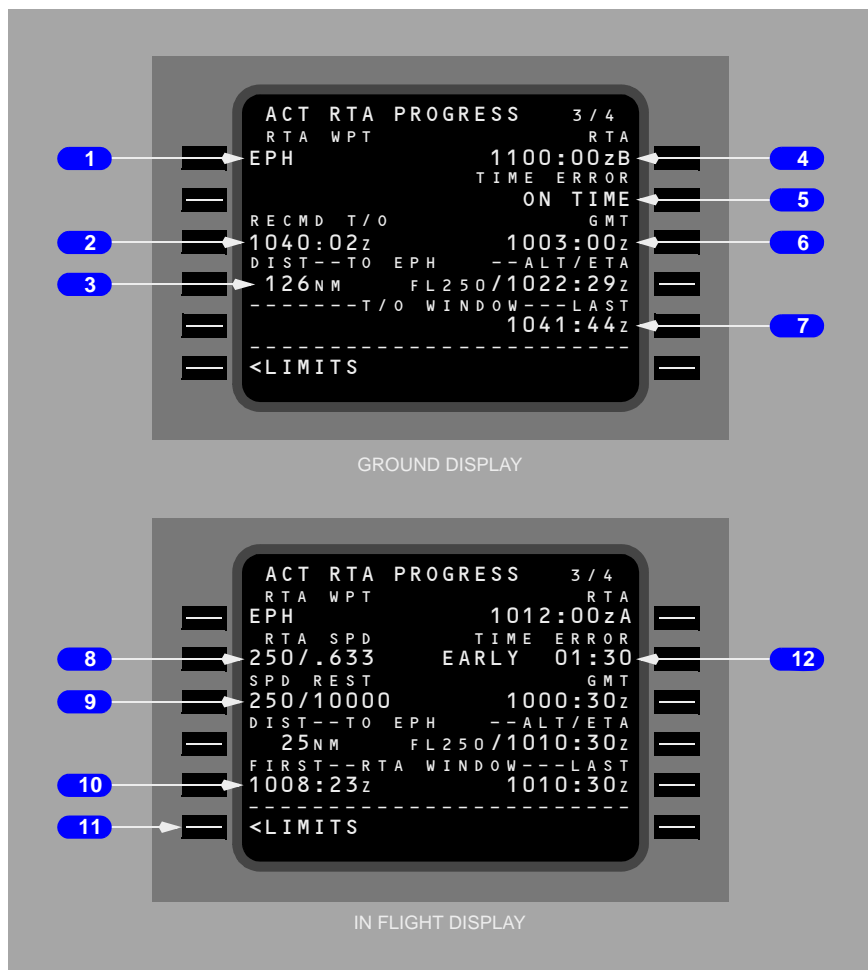 ACT RTA PROGRESS 3/4
RTA WPT RTA
1 EPH 1100:00zB 4
TIME ERROR
ON TIME 5
RECMD T/O GMT
2 1040:02z 1003:00z 6
DIST--TO EPH --ALT/ETA
3 126NM FL250/1022:29z
-------T/O WINDOW---LAST
1041:44z 7
--------------------------
<LIMITS
GROUND DISPLAY
ACT RTA PROGRESS 3/4
RTA WPT RTA
EPH 1012:00zA
RTA SPD TIME ERROR
8 250/.633 EARLY 01:30 12
SPD REST GMT
9 250/10000 1000:30z
DIST--TO EPH --ALT/ETA
25NM FL250/1010:30z
FIRST--RTA WINDOW---LAST
10 1008:23z 1010:30z
--------------------------
11 <LIMITS
IN FLIGHT DISPLAY